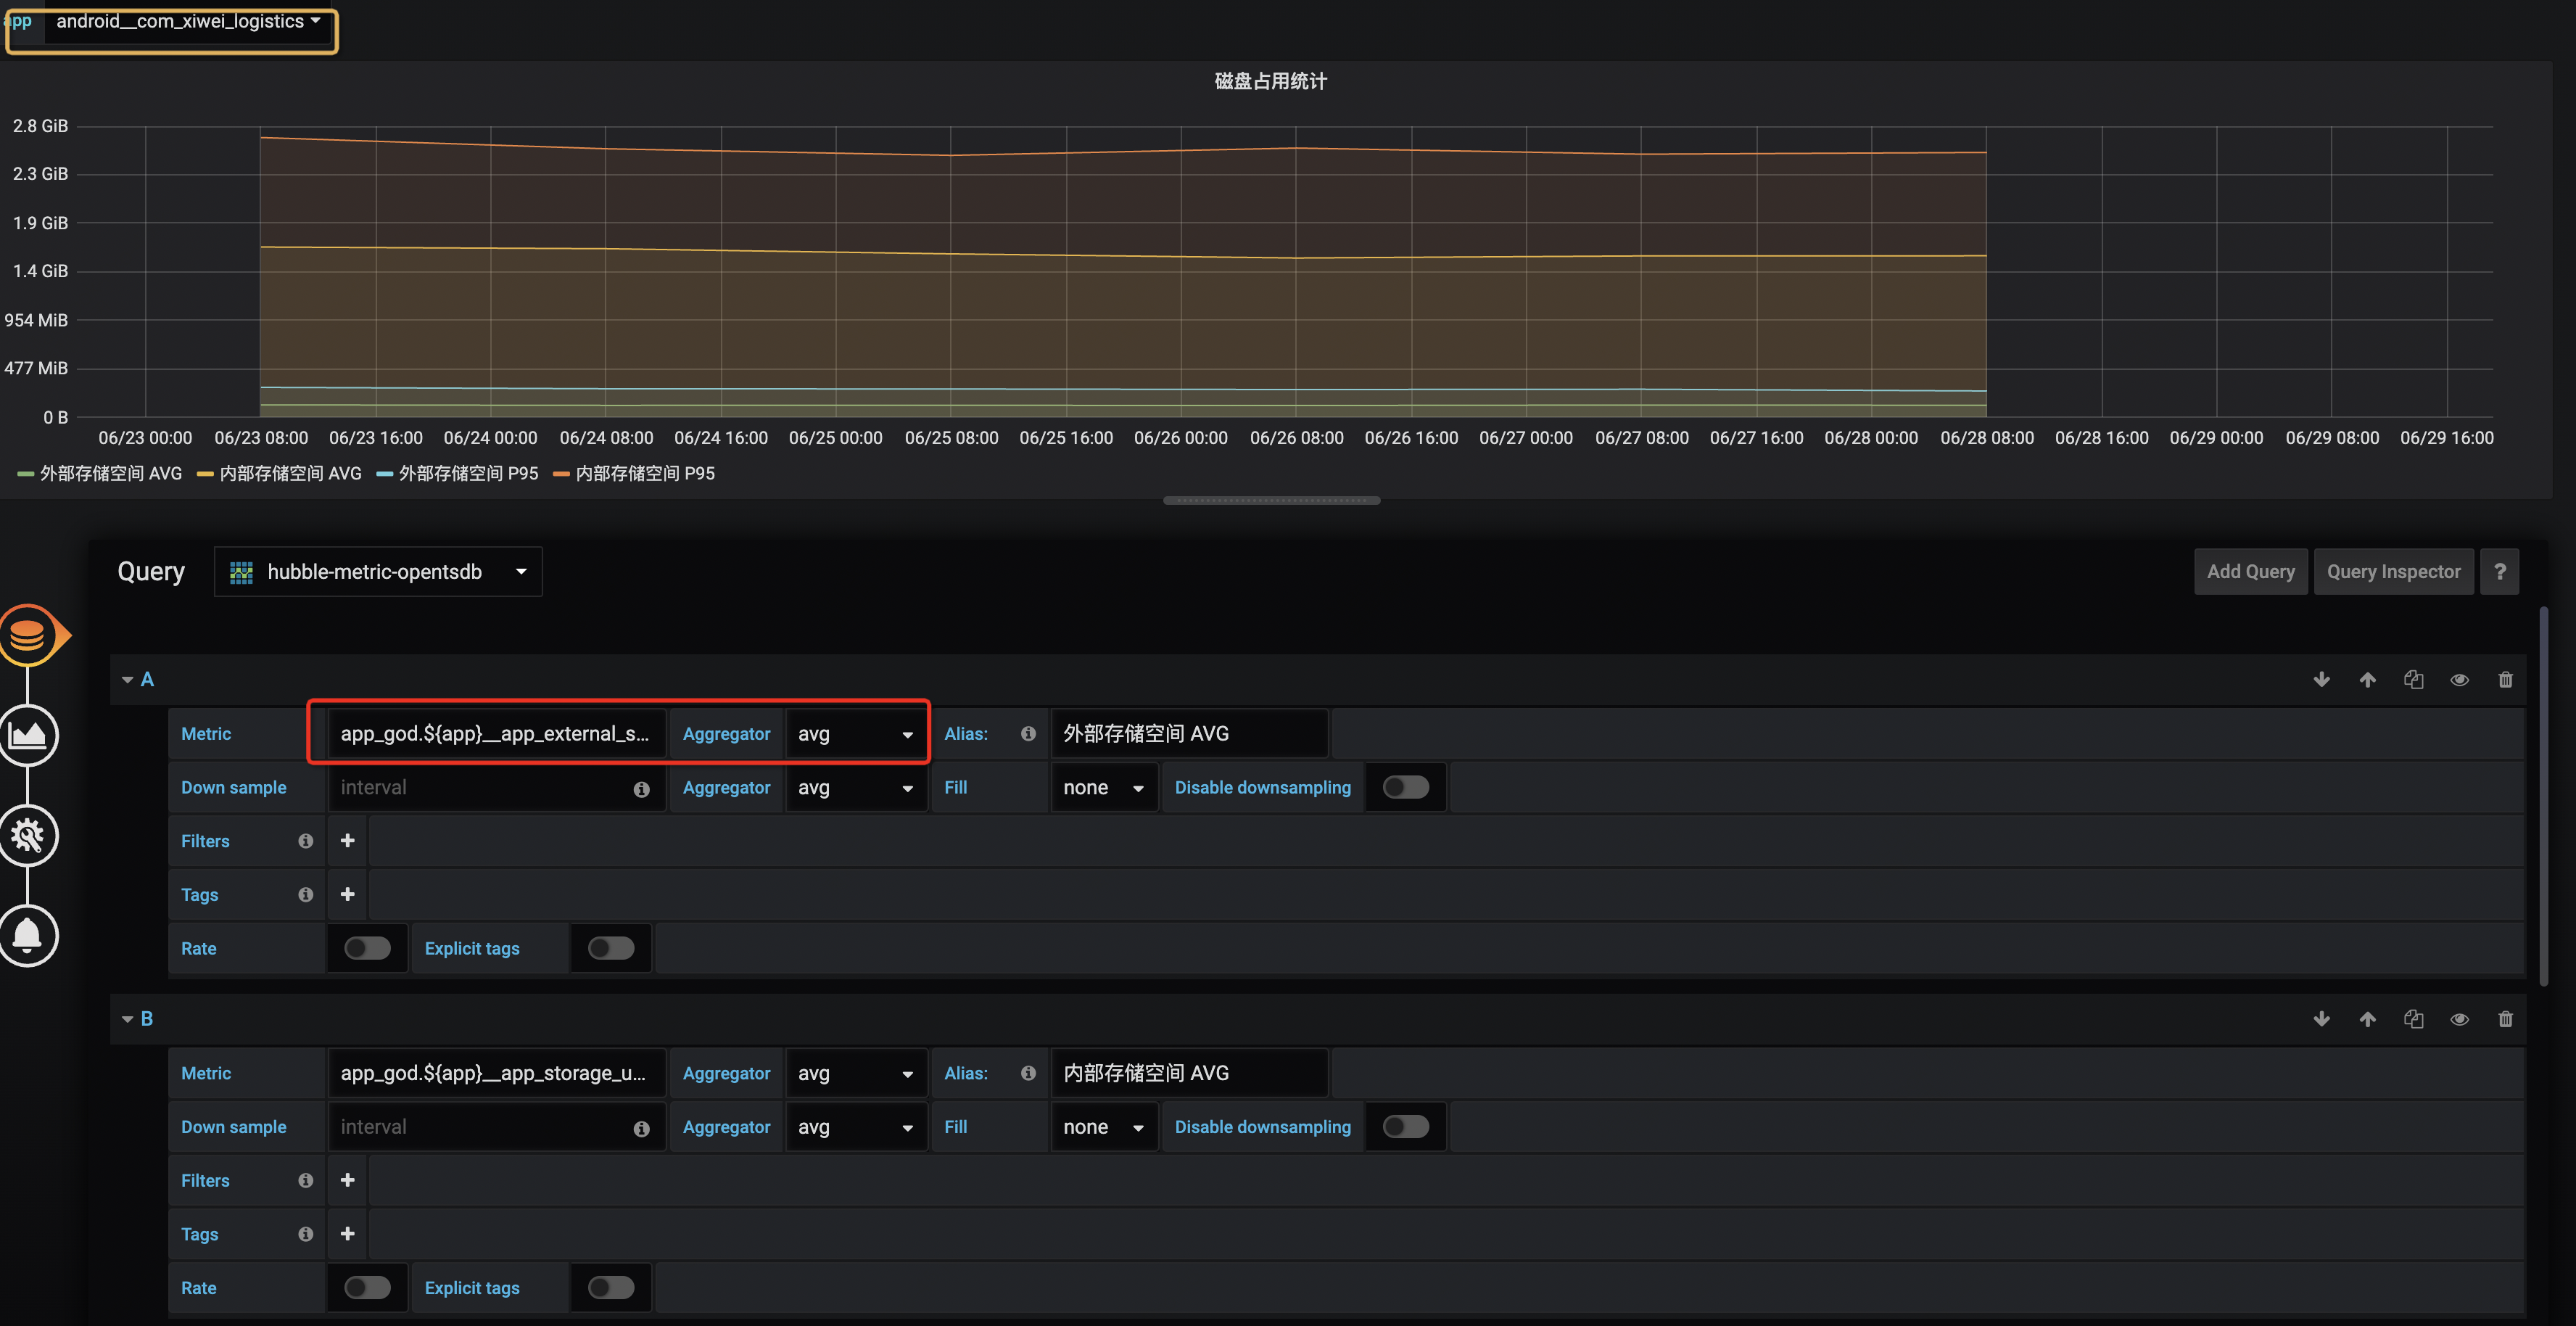 app android__com_xiwei_logistics
磁盘占用统计
2.8 GiB
2.3 GiB
1.9 GiB
1.4 GiB
954 MiB
477 MiB
0 B
06/23 00:00 06/23 08:00 06/23 16:00 06/24 00:00 06/24 08:00 06/24 16:00 06/25 00:00 06/25 08:00 06/25 16:00 06/26 00:00 06/26 08:00 06/26 16:00 06/27 00:00 06/27 08:00 06/27 16:00 06/28 00:00 06/28 08:00 06/28 16:00 06/29 00:00 06/29 08:00 06/29 16:00
外部存储空间 AVG 内部存储空间 AVG 外部存储空间 P95 内部存储空间 P95
Query hubble-metric-opentsdb Add Query Query Inspector ?
A
Metric app_god.${app}__app_external_s... Aggregator avg Alias: 外部存储空间 AVG
Down sample interval Aggregator avg Fill none Disable downsampling
Filters +
Tags +
Rate Explicit tags
B
Metric app_god.${app}__app_storage_u... Aggregator avg Alias: 内部存储空间 AVG
Down sample interval Aggregator avg Fill none Disable downsampling
Filters +
Tags +
Rate Explicit tags